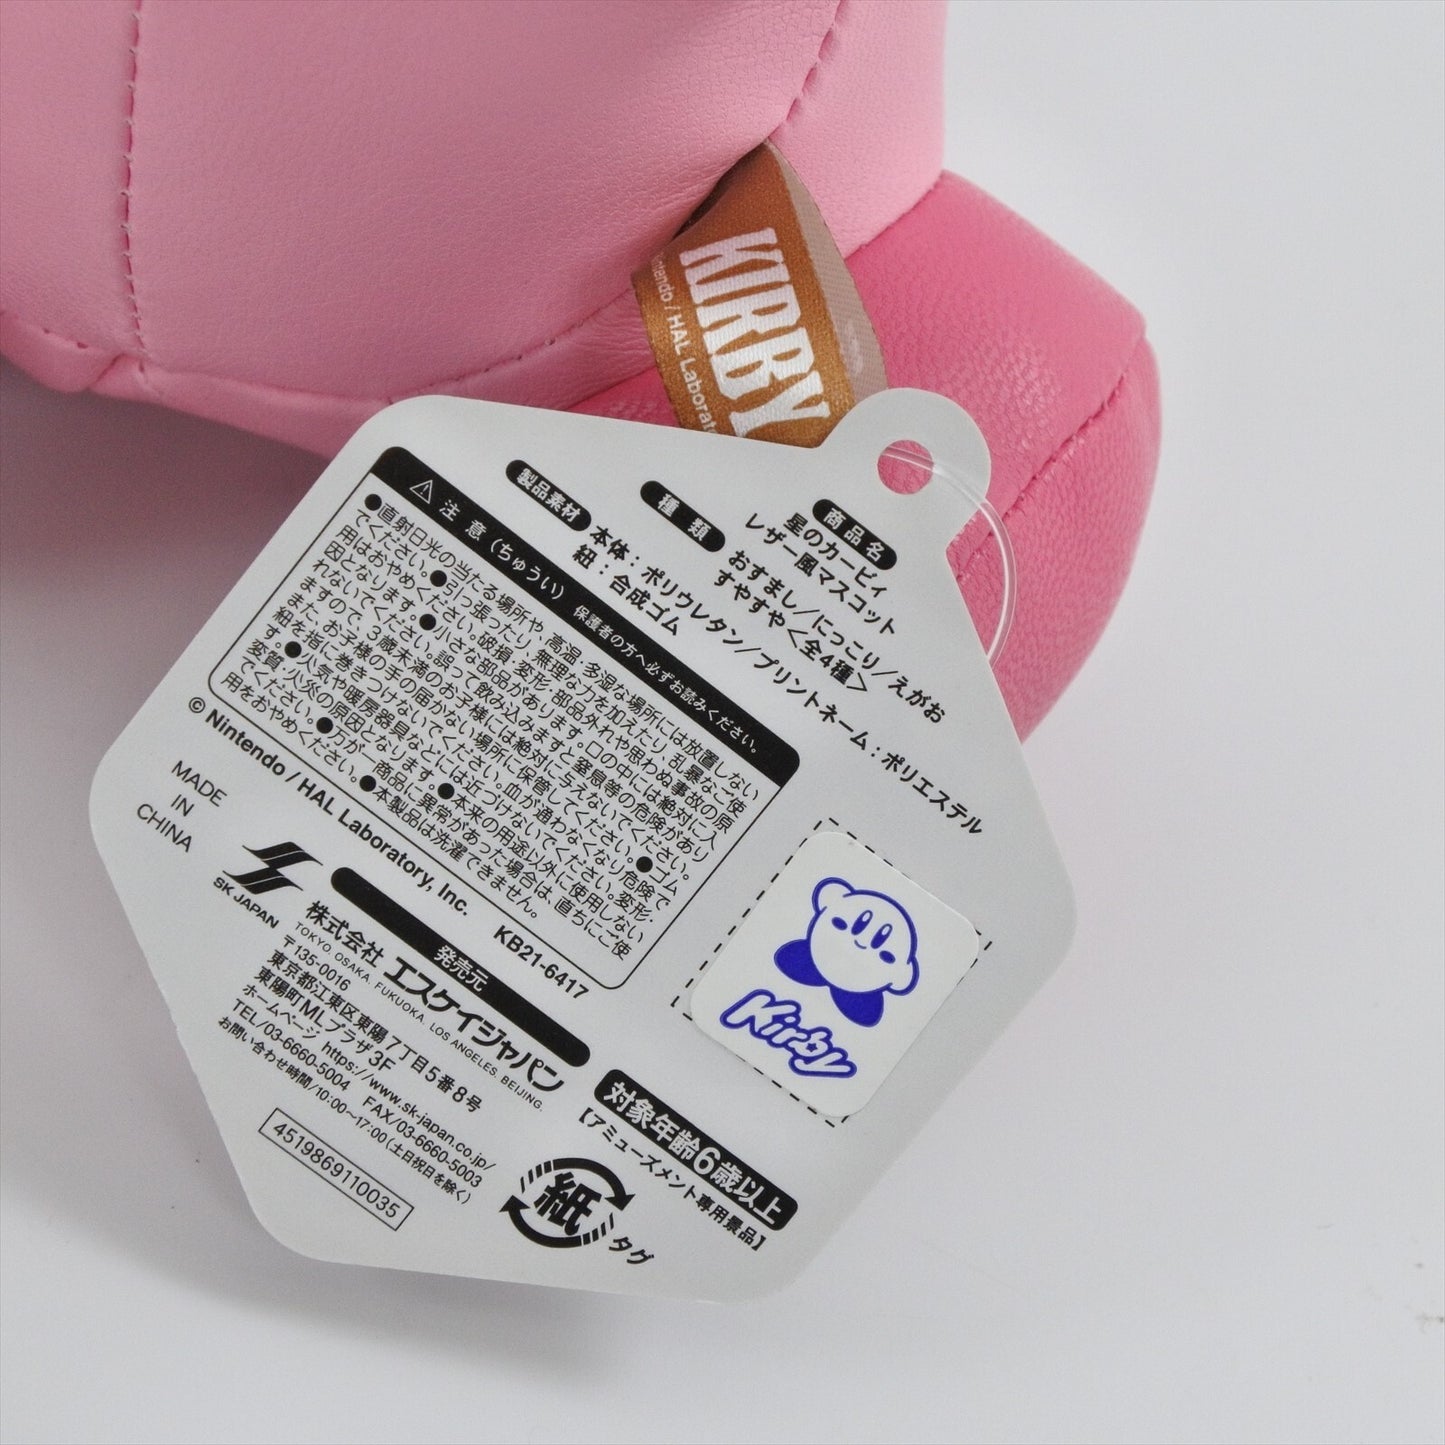 KIRBY
Nintendo / HAL Laborat
商品名
星のカービィ
レザー風マスコット
種類
おすまし／にっこり／えがお
すやすや＜全4種＞
製品素材
本体：ポリウレタン／プリントネーム：ポリエステル
紐：合成ゴム
⚠ 注意（ちゅうい） 保護者の方へ必ずお読みください。
●直射日光の当たる場所や、高温・多湿な場所には放置しない
でください。●引っ張ったり、無理な力を加えたり、乱暴なご使
用はおやめください。破損・変形・部品外れや思わぬ事故の原
因となります。●小さな部品があります。口の中には絶対に入
れないでください。誤って飲み込みますと窒息等の危険があり
ますので、3歳未満のお子様には絶対に与えないでください。
また、お子様の手の届かない場所に保管してください。●ゴム
紐を指に巻きつけないでください。血が通わなくなり危険で
す。●火気や暖房器具などには近づけないでください。変形・
変質・火災の原因となります。●本来の用途以外に使用しない
でください。●万が一商品に異常があった場合は、直ちにご使
用をおやめください。●本製品は洗濯できません。
© Nintendo / HAL Laboratory, Inc.
KB21-6417
MADE
IN
CHINA
SK JAPAN
発売元
株式会社 エスケイジャパン
TOKYO. OSAKA. FUKUOKA. LOS ANGELES. BEIJING.
〒135-0016
東京都江東区東陽7丁目5番8号
東陽町MLプラザ3F
ホームページ https://www.sk-japan.co.jp/
TEL/03-6660-5004 FAX/03-6660-5003
お問い合わせ時間/10:00〜17:00(土日祝日を除く)
4519869110035
Kirby
対象年齢6歳以上
【アミューズメント専用景品】
紙
タグ